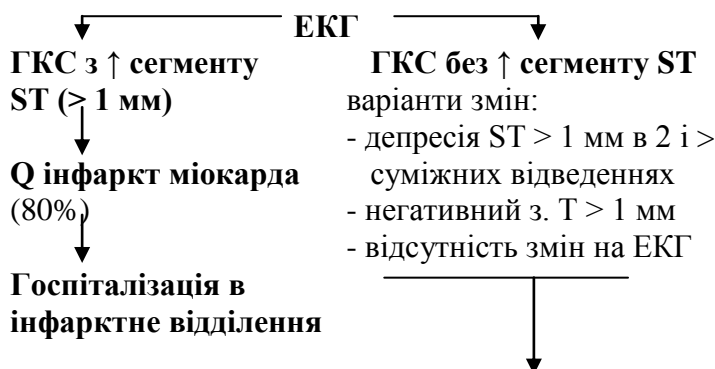 ЕКГ
ГКС з ↑ сегменту
ST (> 1 мм)
Q інфаркт міокарда
(80%)
Госпіталізація в
інфарктне відділення
ГКС без ↑ сегменту ST
варіанти змін:
- депресія ST > 1 мм в 2 і >
суміжних відведеннях
- негативний з. Т > 1 мм
- відсутність змін на ЕКГ